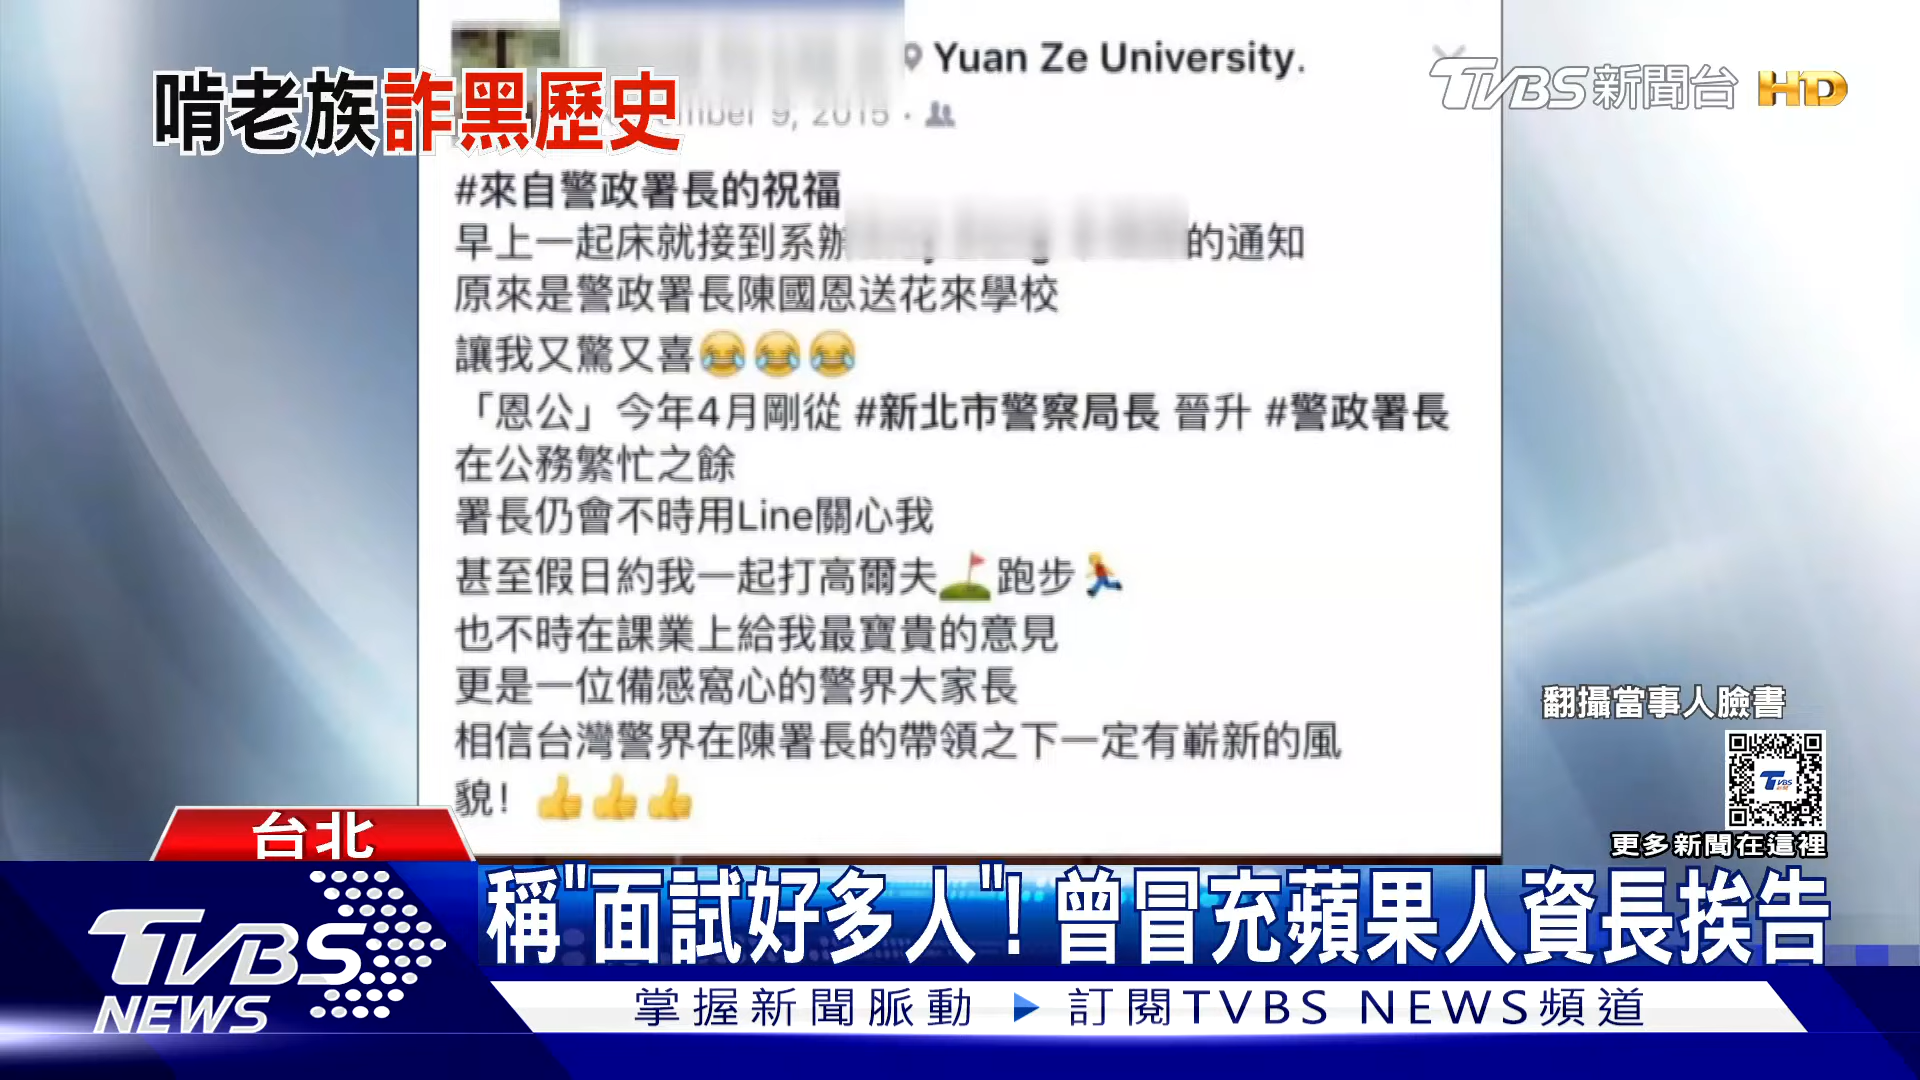 Yuan Ze University.
TVBS新聞台 HD
啃老族詐黑歷史
mber 9, 2015
#來自警政署長的祝福
早上一起床就接到系辦
的通知
原來是警政署長陳國恩送花來學校
讓我又驚又喜😂😂😂
「恩公」今年4月剛從 #新北市警察局長 晉升 #警政署長
在公務繁忙之餘
署長仍會不時用Line關心我
甚至假日約我一起打高爾夫⛳跑步🏃
也不時在課業上給我最寶貴的意見
更是一位備感窩心的警界大家長
相信台灣警界在陳署長的帶領之下一定有嶄新的風
貌！👍👍👍
翻攝當事人臉書
TVBS 新聞
更多新聞在這裡
台北
稱"面試好多人"！曾冒充蘋果人資長挨告
TVBS NEWS
掌握新聞脈動 ▶ 訂閱TVBS NEWS頻道